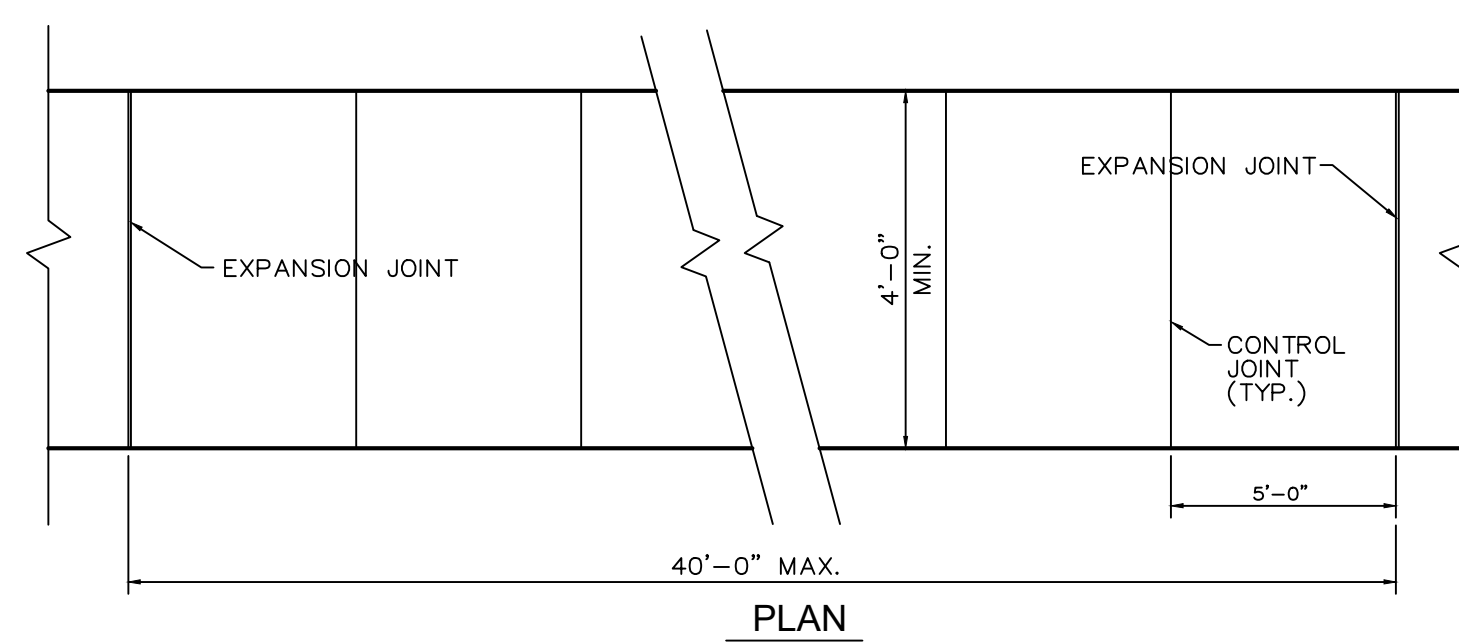 EXPANSION JOINT
EXPANSION JOINT
4'-0"
MIN.
CONTROL
JOINT
(TYP.)
5'-0"
40'-0" MAX.
PLAN